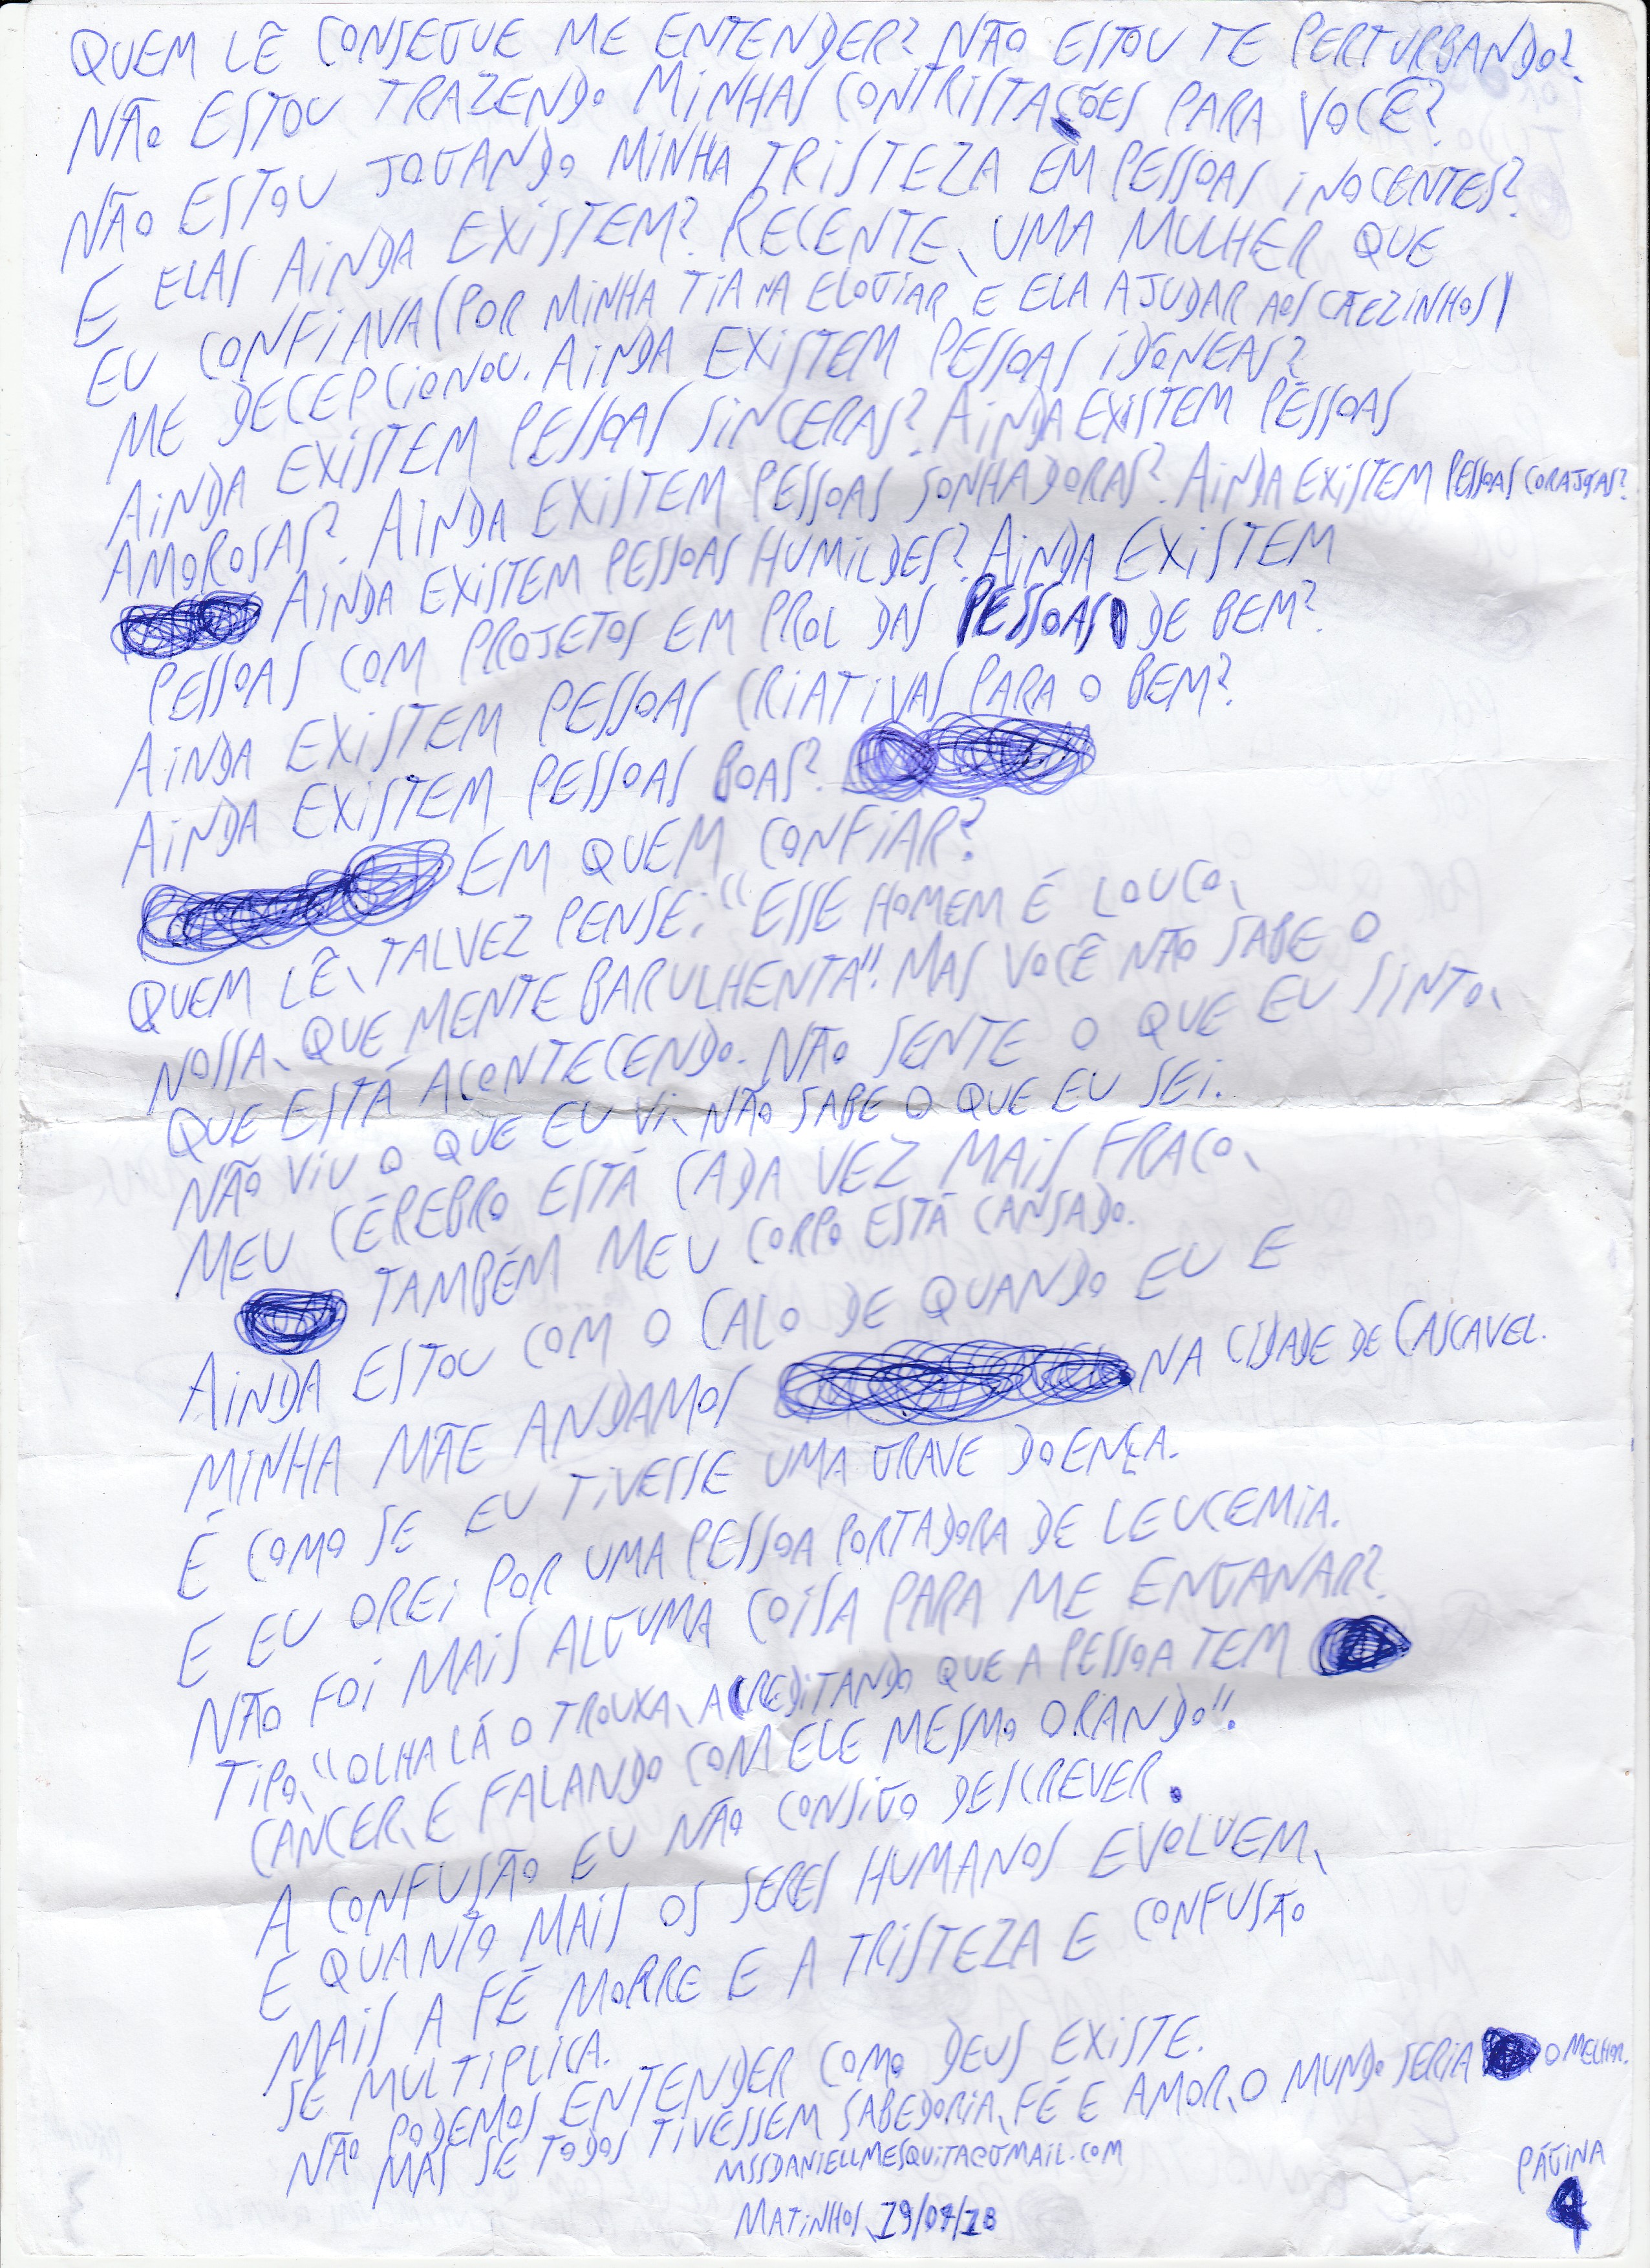 QUEM LÊ CONSEGUE ME ENTENDER? NÃO ESTOU TE PERTURBANDO?
NÃO ESTOU TRAZENDO MINHAS CONTRISTAÇÕES PARA VOCÊ?
NÃO ESTOU JOGANDO MINHA TRISTEZA EM PESSOAS INOCENTES?
E ELAS AINDA EXISTEM? RECENTE, UMA MULHER QUE
EU CONFIAVA (POR MINHA TIA NA ELOGIAR E ELA AJUDAR AOS CÃEZINHOS)
ME DECEPCIONOU. AINDA EXISTEM PESSOAS IDÔNEAS?
AINDA EXISTEM PESSOAS SINCERAS? AINDA EXISTEM PESSOAS
AMOROSAS? AINDA EXISTEM PESSOAS SONHADORAS? AINDA EXISTEM PESSOAS CORAJOSAS?
AINDA EXISTEM PESSOAS HUMILDES? AINDA EXISTEM
PESSOAS COM PROJETOS EM PROL DAS PESSOAS DE BEM?
AINDA EXISTEM PESSOAS CRIATIVAS PARA O BEM?
AINDA EXISTEM PESSOAS BOAS?
EM QUEM CONFIAR?
QUEM LÊ, TALVEZ PENSE: "ESSE HOMEM É LOUCO,
NOSSA, QUE MENTE BARULHENTA". MAS VOCÊ NÃO SABE O
QUE ESTÁ ACONTECENDO. NÃO SENTE O QUE EU SINTO,
NÃO VIU O QUE EU VI, NÃO SABE O QUE EU SEI.
MEU CÉREBRO ESTÁ CADA VEZ MAIS FRACO,
TAMBÉM MEU CORPO ESTÁ CANSADO.
AINDA ESTOU COM O CALO DE QUANDO EU E
MINHA MÃE ANDAMOS NA CIDADE DE CASCAVEL.
É COMO SE EU TIVESSE UMA GRAVE DOENÇA.
E EU OREI POR UMA PESSOA PORTADORA DE LEUCEMIA.
NÃO FOI MAIS ALGUMA COISA PARA ME ENGANAR?
TIPO, "OLHA LÁ O TROUXA, ACREDITANDO QUE A PESSOA TEM
CÂNCER, E FALANDO COM ELE MESMO ORANDO".
A CONFUSÃO EU NÃO CONSIGO DESCREVER.
E QUANTO MAIS OS SERES HUMANOS EVOLUEM,
MAIS A FÉ MORRE E A TRISTEZA E CONFUSÃO
SE MULTIPLICA.
NÃO PODEMOS ENTENDER COMO DEUS EXISTE.
MAS SE TODOS TIVESSEM SABEDORIA, FÉ E AMOR, O MUNDO SERIA O MELHOR.
MSSDANIELLMESQUITA@GMAIL.COM
PÁGINA
4
MATINHOS,